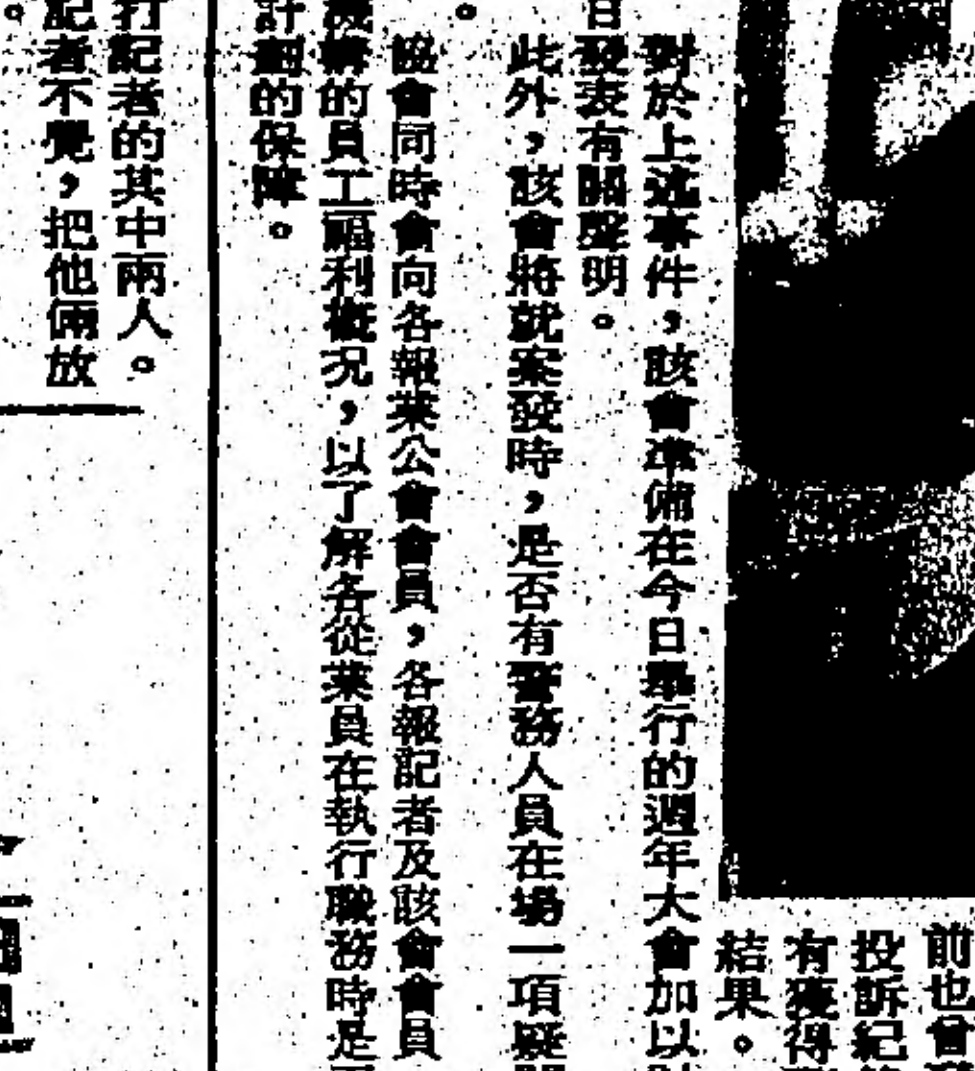 前也曾
投訴紀
有獲得
結果。
對於上述事件，該會準備在今日舉行的週年大會加以
日發表有關聲明。
此外，該會將就案發時，是否有警務人員在場一項疑
。
協會同時會向各報業公會會員，各報記者及該會會員
機構的員工福利概況，以了解各從業員在執行職務時是
計劃的保障。
打記者的其中兩人。
記者不覺，把他倆放
。